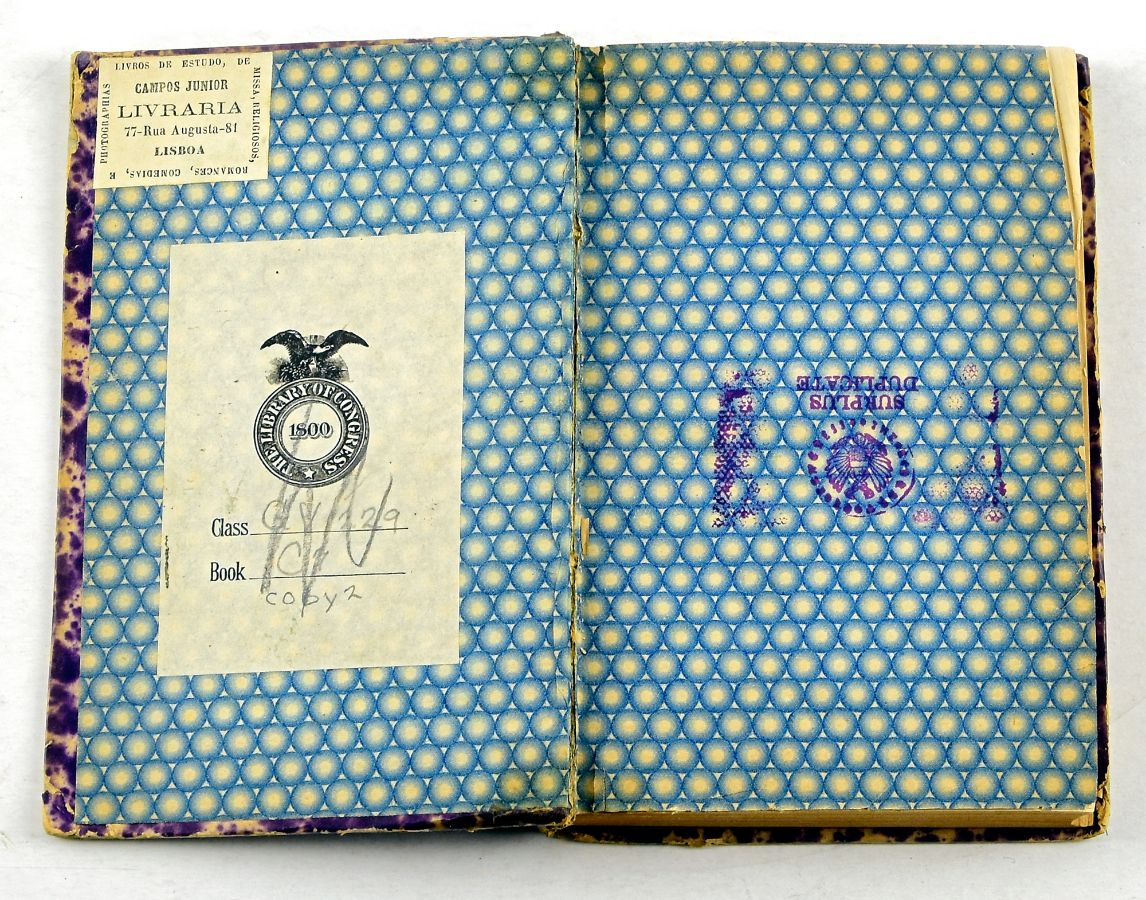 LIVROS DE ESTUDO, DE
MISSA, RELIGIOSOS,
ROMANCES, COMEDIAS, E
PHOTOGRAPHIAS
CAMPOS JUNIOR
LIVRARIA
77-Rua Augusta-81
LISBOA
THE LIBRARY OF CONGRESS
1800
Class
Book
copy 2
SURPLUS
DUPLICATE